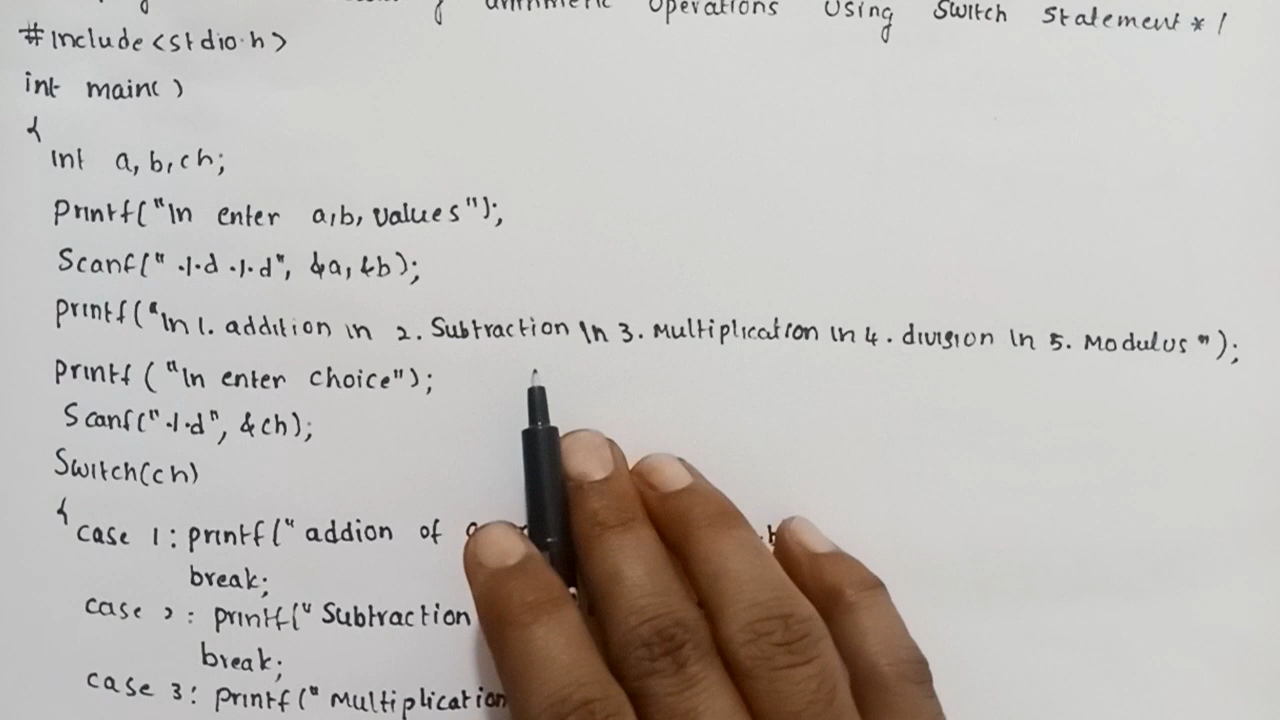 arithmetic operations Using Switch Statement */
#include<stdio.h>
int main()
{
int a,b,ch;
printf("\n enter a,b, values");
Scanf("%d %d", &a, &b);
printf("\n 1. addition \n 2. Subtraction \n 3. Multiplication \n 4. division \n 5. Modulus");
printf ("\n enter choice");
Scanf("%d", &ch);
Switch(ch)
{
case 1: printf(" addion of
break;
case 2: printf(" Subtraction
break;
case 3: printf(" Multiplication